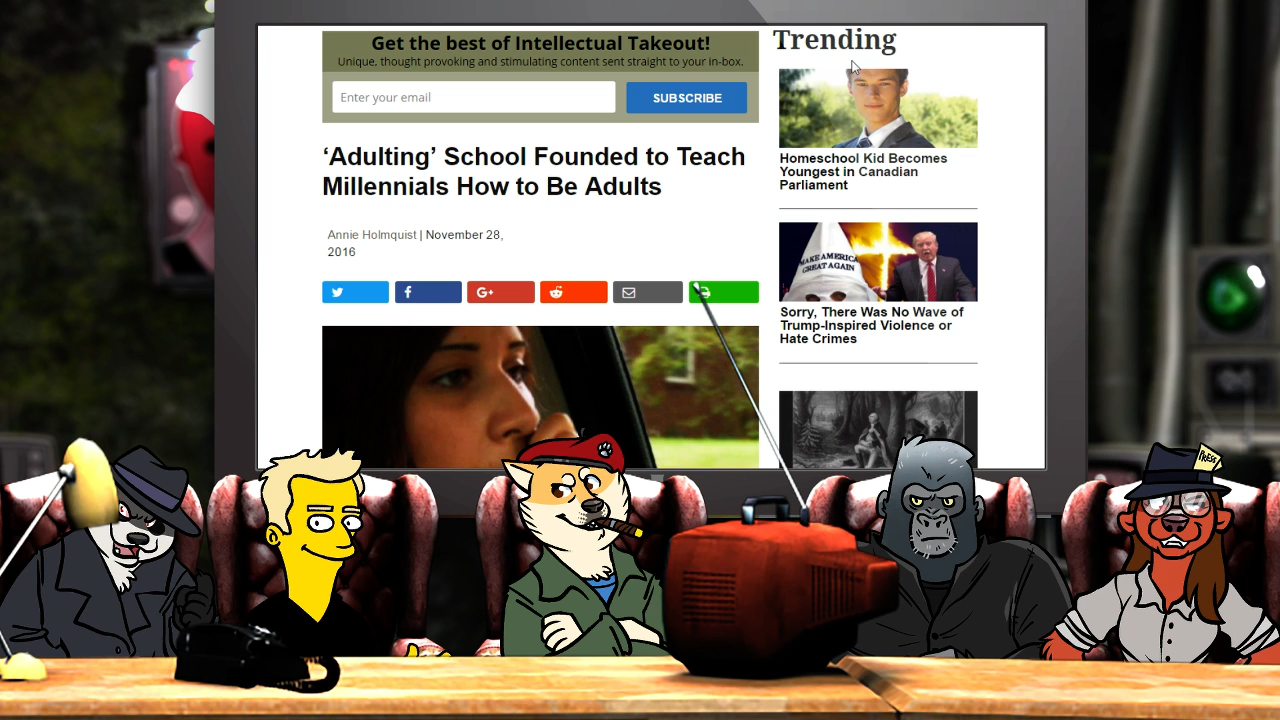 Get the best of Intellectual Takeout!
Unique, thought provoking and stimulating content sent straight to your in-box.
Enter your email
SUBSCRIBE
‘Adulting’ School Founded to Teach
Millennials How to Be Adults
Annie Holmquist | November 28,
2016
Trending
Homeschool Kid Becomes
Youngest in Canadian
Parliament
MAKE AMERICA
GREAT AGAIN
Sorry, There Was No Wave of
Trump-Inspired Violence or
Hate Crimes
PRESS